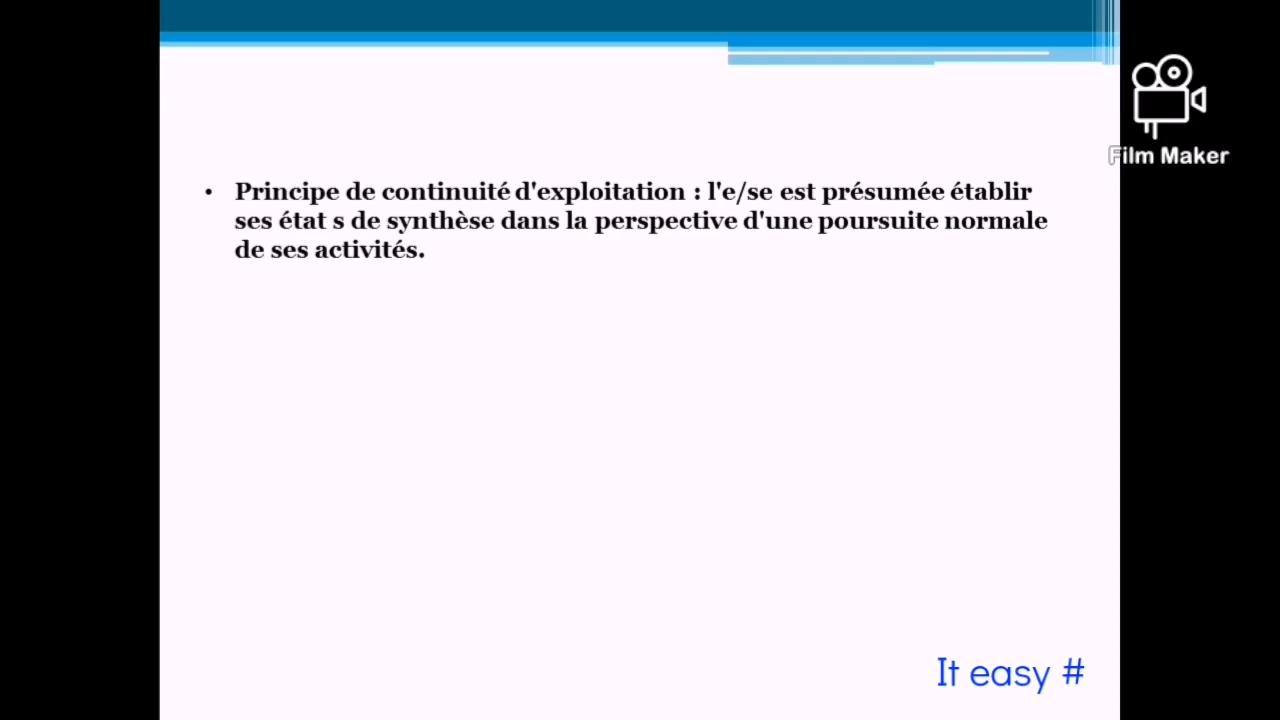 Film Maker
• Principe de continuité d'exploitation : l'e/se est présumée établir
ses état s de synthèse dans la perspective d'une poursuite normale
de ses activités.
It easy #